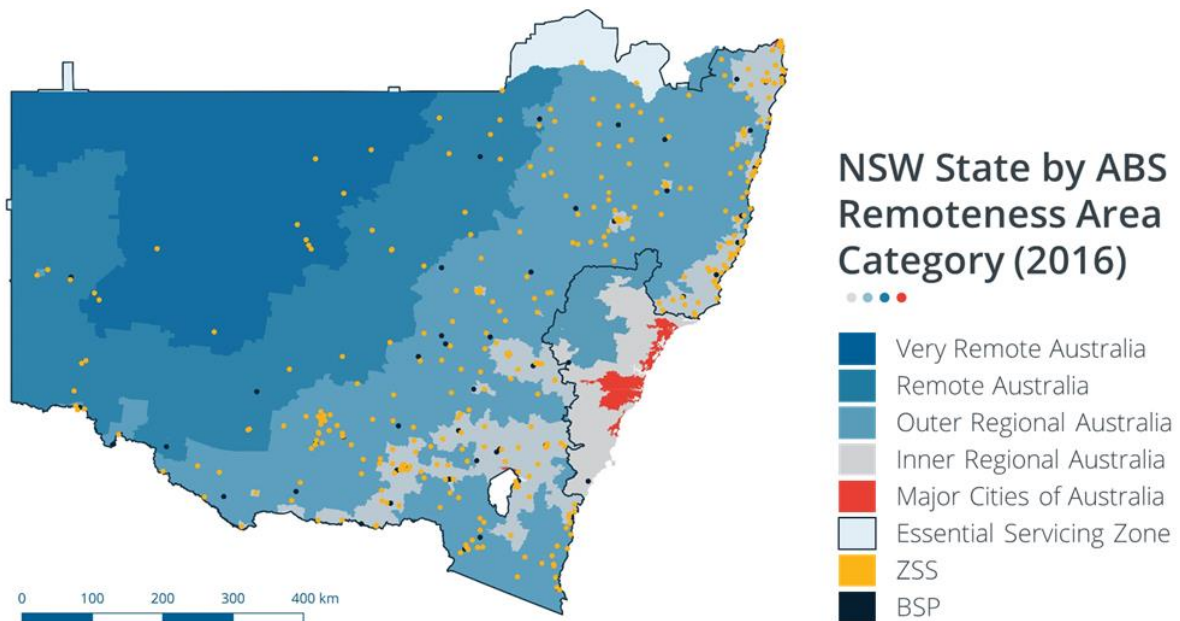 NSW State by ABS
Remoteness Area
Category (2016)
Very Remote Australia
Remote Australia
Outer Regional Australia
Inner Regional Australia
Major Cities of Australia
Essential Servicing Zone
ZSS
BSP
0 100 200 300 400 km